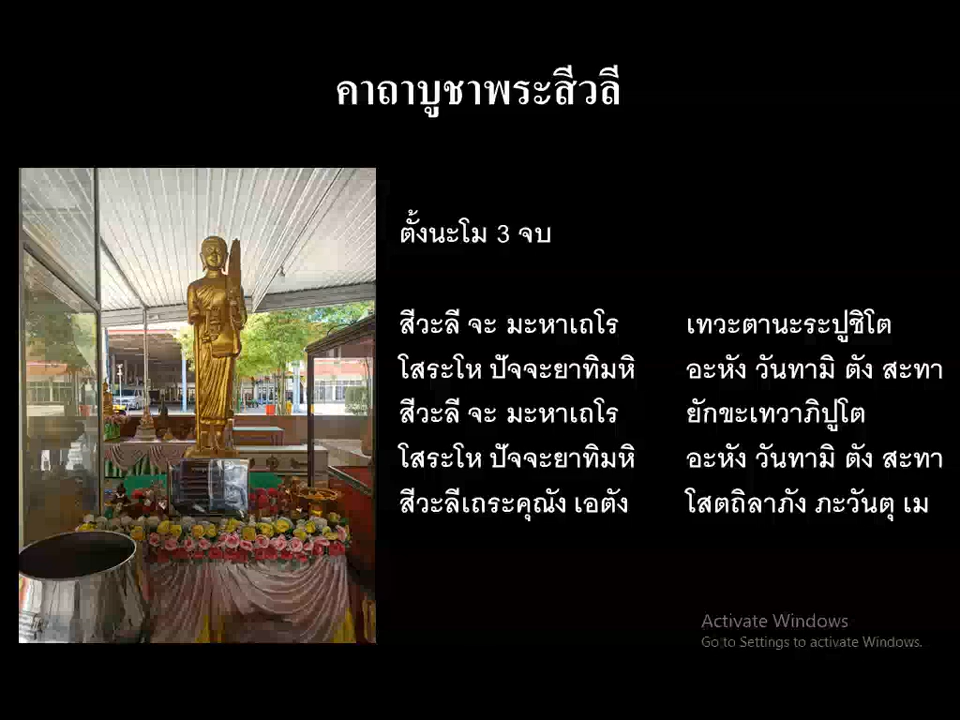 คาถาบูชาพระสีวลี
ตั้งนะโม 3 จบ
สีวะลี จะ มะหาเถโร เทวะตานะระปูชิโต
โสระโห ปัจจะยาทิมหิ อะหัง วันทามิ ตัง สะทา
สีวะลี จะ มะหาเถโร ยักขะเทวาภิปูโต
โสระโห ปัจจะยาทิมหิ อะหัง วันทามิ ตัง สะทา
สีวะลีเถระคุณัง เอตัง โสตถิลาภัง ภะวันตุ เม
Activate Windows
Go to Settings to activate Windows.